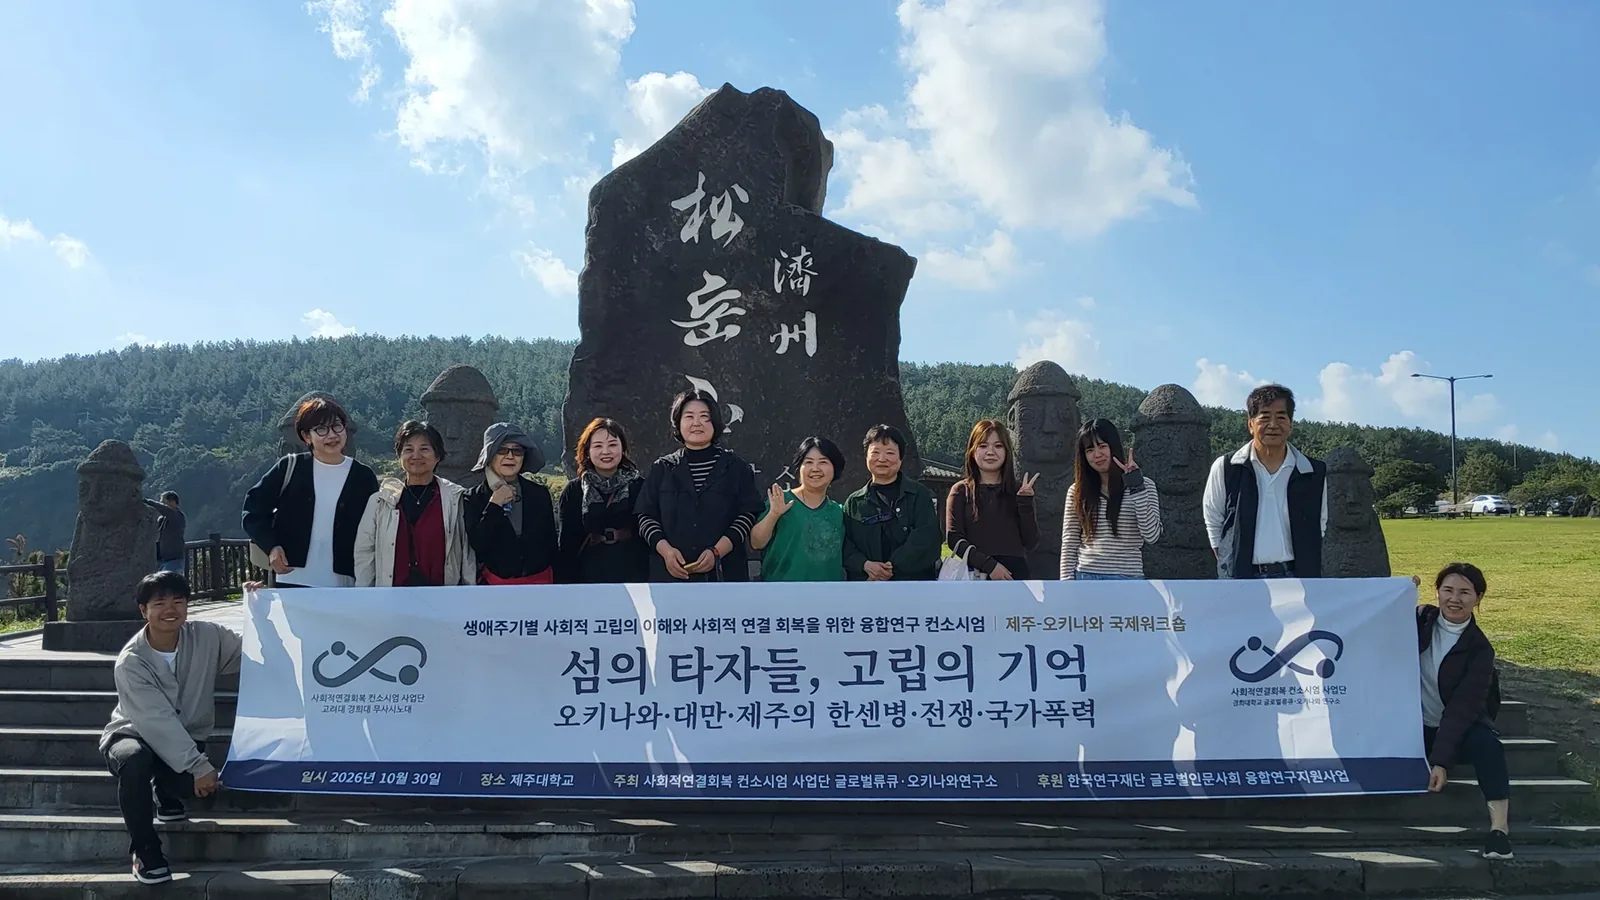 松岳
濟州
생애주기별 사회적 고립의 이해와 사회적 연결 회복을 위한 융합연구 컨소시엄 | 제주-오키나와 국제워크숍
섬의 타자들, 고립의 기억
오키나와·대만·제주의 한센병·전쟁·국가폭력
사회적연결회복 컨소시엄 사업단
고려대 경희대 무사시노대
사회적연결회복 컨소시엄 사업단
경희대학교 글로벌류큐·오키나와 연구소
일시 2026년 10월 30일 | 장소 제주대학교 | 주최 사회적연결회복 컨소시엄 사업단 글로벌류큐·오키나와연구소 | 후원 한국연구재단 글로벌인문사회 융합연구지원사업